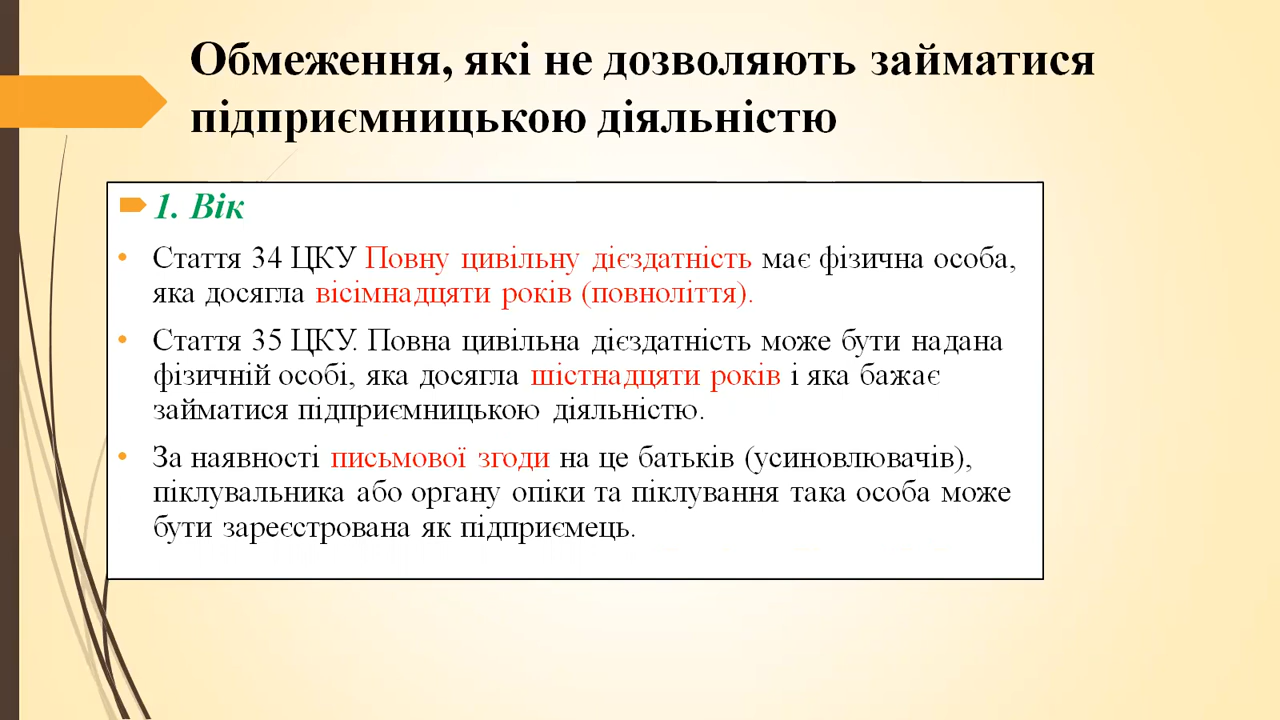 Обмеження, які не дозволяють займатися
підприємницькою діяльністю
1. Вік
• Стаття 34 ЦКУ Повну цивільну дієздатність має фізична особа,
яка досягла вісімнадцяти років (повноліття).
• Стаття 35 ЦКУ. Повна цивільна дієздатність може бути надана
фізичній особі, яка досягла шістнадцяти років і яка бажає
займатися підприємницькою діяльністю.
• За наявності письмової згоди на це батьків (усиновлювачів),
піклувальника або органу опіки та піклування така особа може
бути зареєстрована як підприємець.